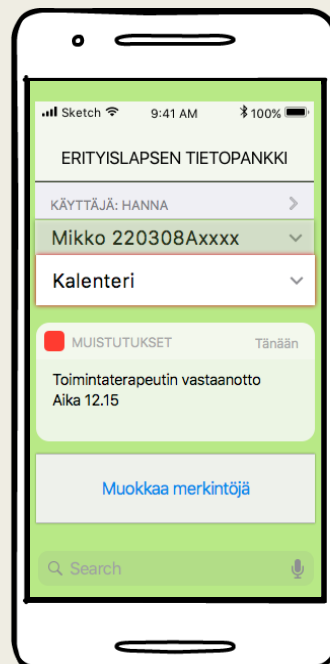 Sketch 9:41 AM 100%
ERITYISLAPSEN TIETOPANKKI
KÄYTTÄJÄ: HANNA
Mikko 220308Axxxx
Kalenteri
MUISTUTUKSET Tänään
Toimintaterapeutin vastaanotto
Aika 12.15
Muokkaa merkintöjä
Search